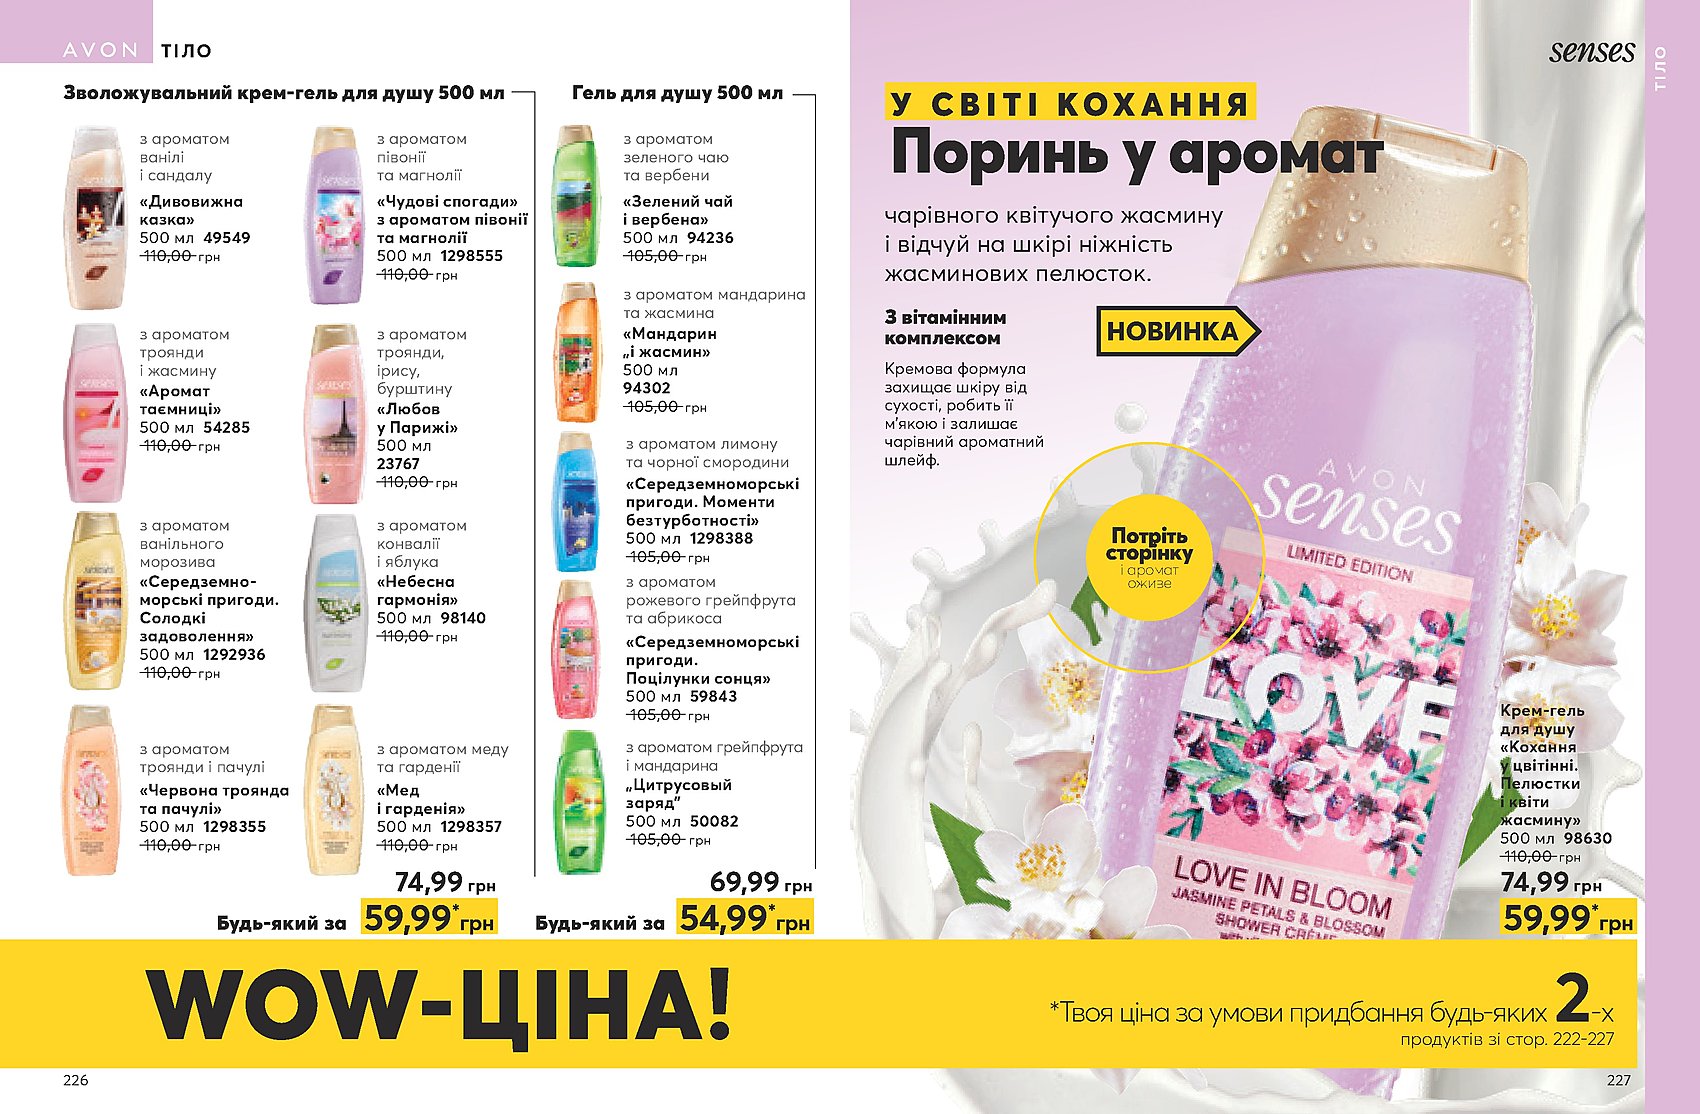 AVON ТІЛО
Зволожувальний крем-гель для душу 500 мл
з ароматом
ванілі
і сандалу
«Дивовижна
казка»
500 мл 49549
110,00 грн
з ароматом
півонії
та магнолії
«Чудові спогади»
з ароматом півонії
та магнолії
500 мл 1298555
110,00 грн
з ароматом
троянди
і жасмину
«Аромат
таємниці»
500 мл 54285
110,00 грн
з ароматом
троянди,
ірису,
бурштину
«Любов
у Парижі»
500 мл
23767
110,00 грн
з ароматом
ванільного
морозива
«Середземно-
морські пригоди.
Солодкі
задоволення»
500 мл 1292936
110,00 грн
з ароматом
конвалії
і яблука
«Небесна
гармонія»
500 мл 98140
110,00 грн
з ароматом
троянди і пачулі
«Червона троянда
та пачулі»
500 мл 1298355
110,00 грн
з ароматом меду
та гарденії
«Мед
і гарденія»
500 мл 1298357
110,00 грн
74,99 грн
Будь-який за 59,99* грн
Гель для душу 500 мл
з ароматом
зеленого чаю
та вербени
«Зелений чай
і вербена»
500 мл 94236
105,00 грн
з ароматом мандарина
та жасмина
«Мандарин
„і жасмин»
500 мл
94302
105,00 грн
з ароматом лимону
та чорної смородини
«Середземноморські
пригоди. Моменти
безтурботності»
500 мл 1298388
105,00 грн
з ароматом
рожевого грейпфрута
та абрикоса
«Середземноморські
пригоди.
Поцілунки сонця»
500 мл 59843
105,00 грн
з ароматом грейпфрута
і мандарина
„Цитрусовый
заряд”
500 мл 50082
105,00 грн
69,99 грн
Будь-який за 54,99* грн
senses
ТІЛО
У СВІТІ КОХАННЯ
Поринь у аромат
чарівного квітучого жасмину
і відчуй на шкірі ніжність
жасминових пелюсток.
З вітамінним
комплексом
НОВИНКА
Кремова формула
захищає шкіру від
сухості, робить її
м’якою і залишає
чарівний ароматний
шлейф.
Потріть
сторінку
і аромат
оживе
AVON
senses
LIMITED EDITION
LOVE
LOVE IN BLOOM
JASMINE PETALS & BLOSSOM
SHOWER CRÈME
Крем-гель
для душу
«Кохання
у цвітінні.
Пелюстки
і квіти
жасмину»
500 мл 98630
110,00 грн
74,99 грн
59,99* грн
WOW-ЦІНА!
*Твоя ціна за умови придбання будь-яких 2-х
продуктів зі стор. 222-227
226
227